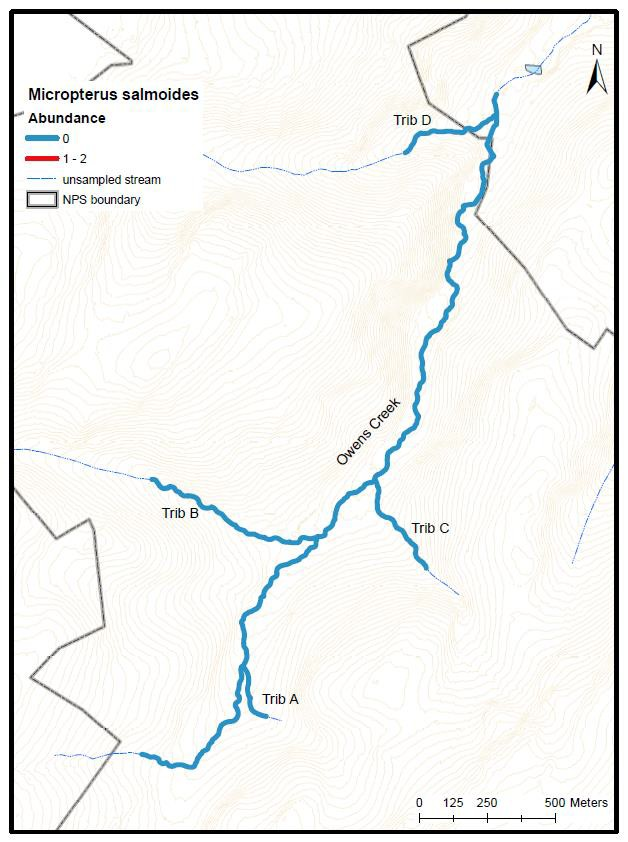 Micropterus salmoides
Abundance
0
1 - 2
unsampled stream
NPS boundary
N
Trib D
Owens Creek
Trib B
Trib C
Trib A
0 125 250 500 Meters